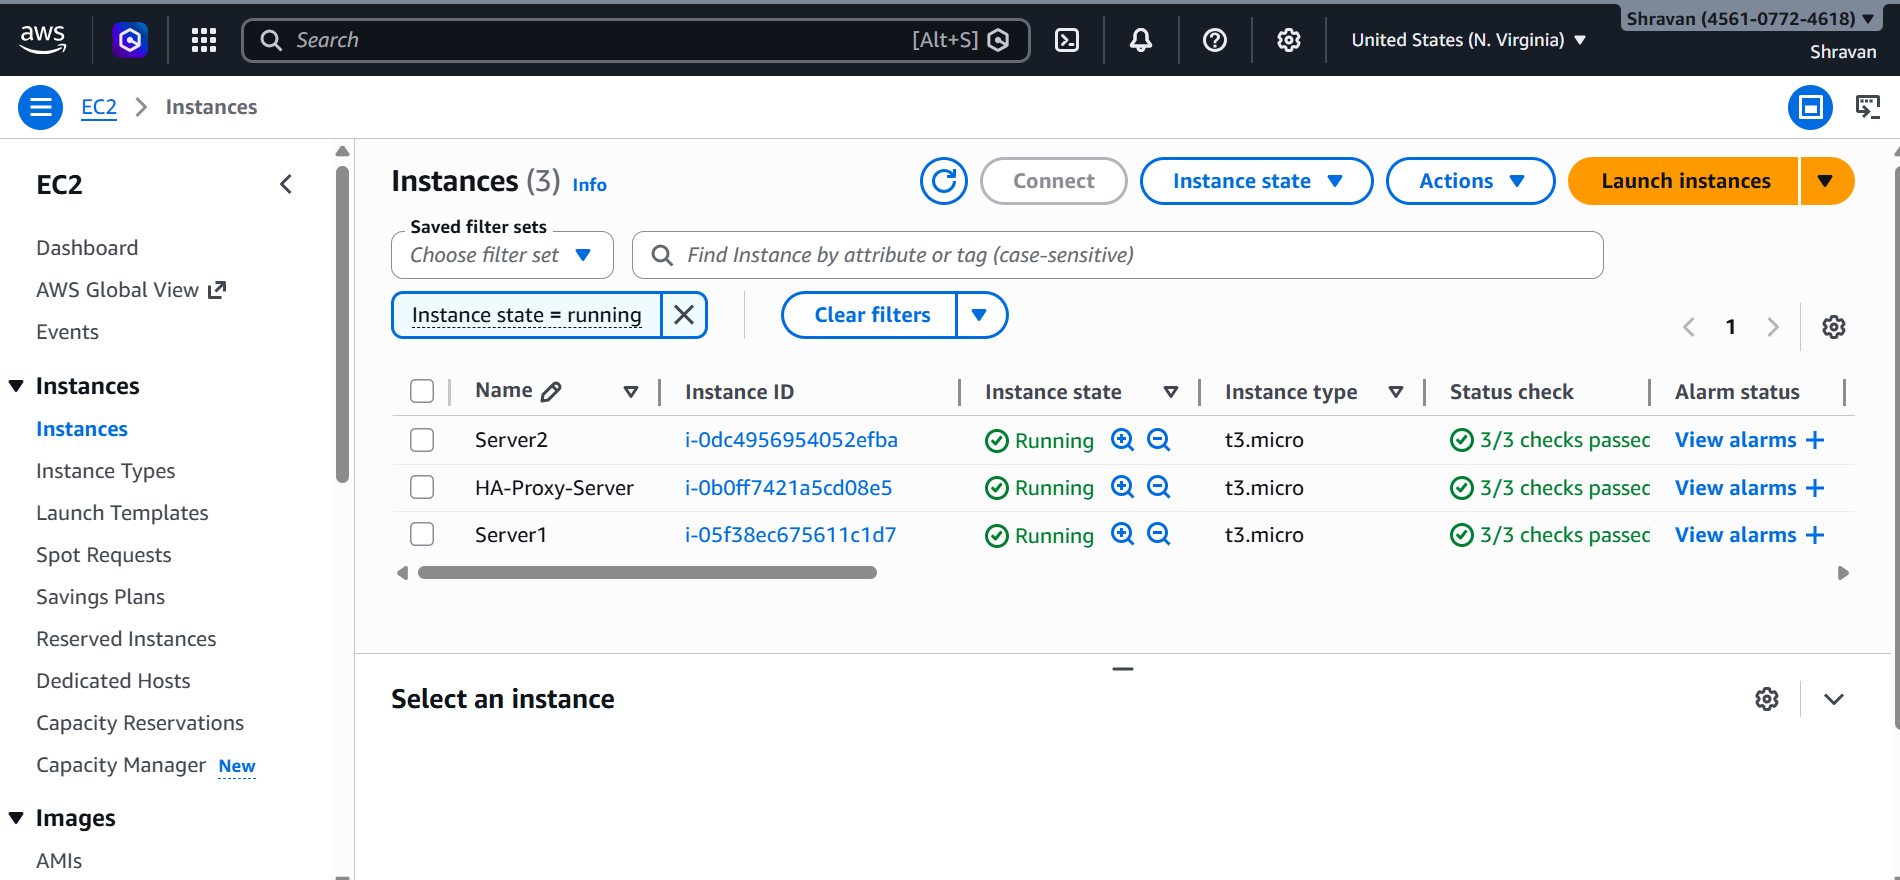 aws
Search [Alt+S]
United States (N. Virginia)
Shravan (4561-0772-4618)
Shravan
EC2 Instances
EC2
Dashboard
AWS Global View
Events
Instances
Instances
Instance Types
Launch Templates
Spot Requests
Savings Plans
Reserved Instances
Dedicated Hosts
Capacity Reservations
Capacity Manager New
Images
AMIs
Instances (3) Info
Connect
Instance state
Actions
Launch instances
Saved filter sets
Choose filter set
Find Instance by attribute or tag (case-sensitive)
Instance state = running
Clear filters
1
Name Instance ID Instance state Instance type Status check Alarm status
Server2 i-0dc4956954052efba Running t3.micro 3/3 checks passed View alarms +
HA-Proxy-Server i-0b0ff7421a5cd08e5 Running t3.micro 3/3 checks passed View alarms +
Server1 i-05f38ec675611c1d7 Running t3.micro 3/3 checks passed View alarms +
Select an instance